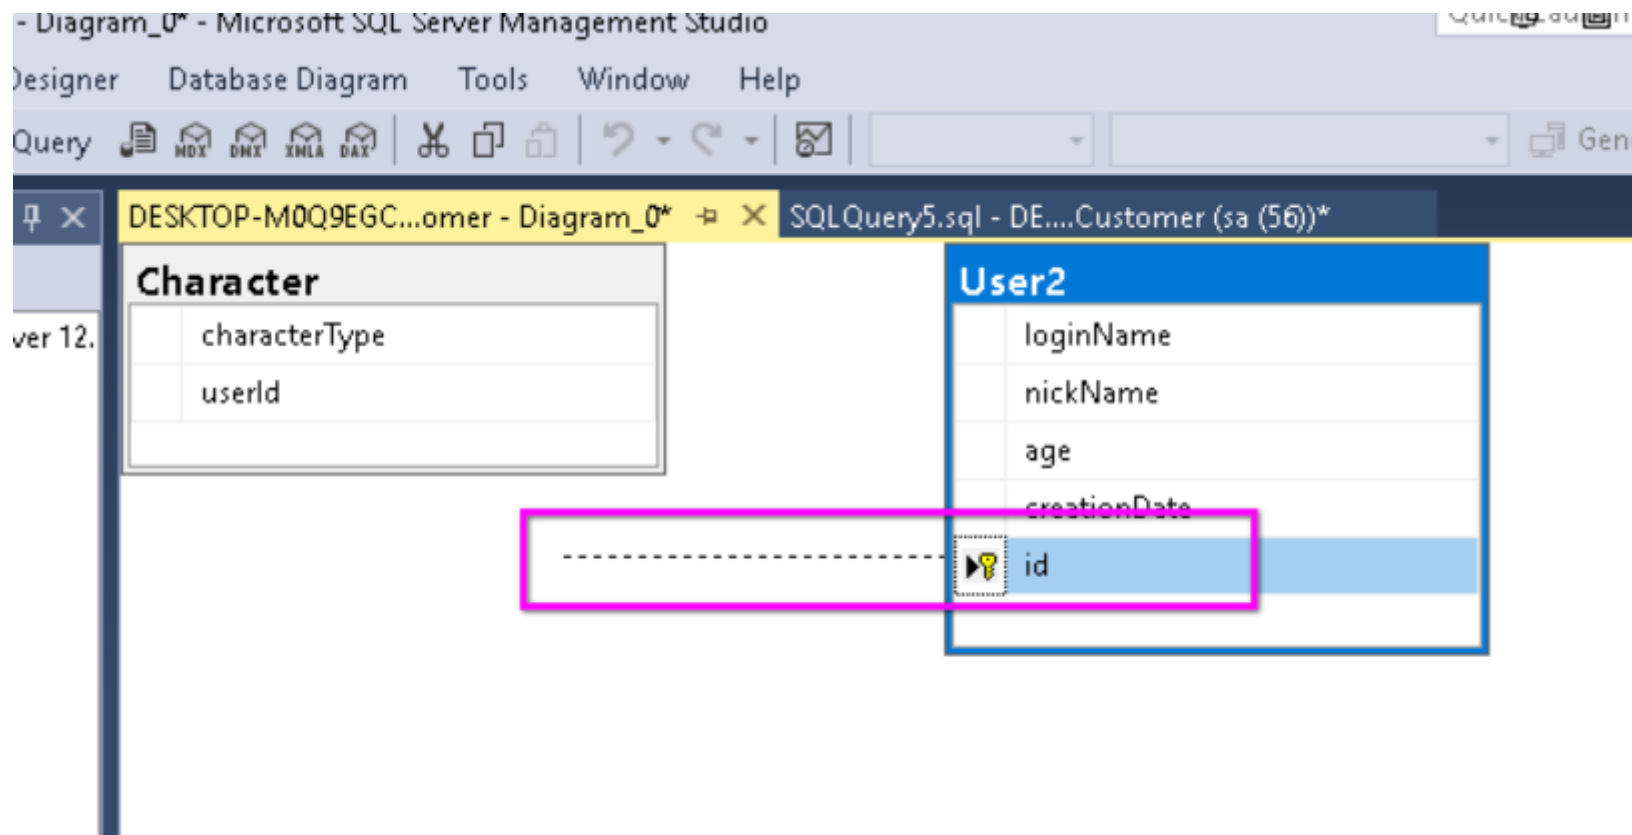 - Diagram_0* - Microsoft SQL Server Management Studio
Designer Database Diagram Tools Window Help
Query MDX DMX XMLA DAX Gen
DESKTOP-M0Q9EGC...omer - Diagram_0* SQLQuery5.sql - DE....Customer (sa (56))*
Character
characterType
userId
ver 12.
User2
loginName
nickName
age
creationDate
id